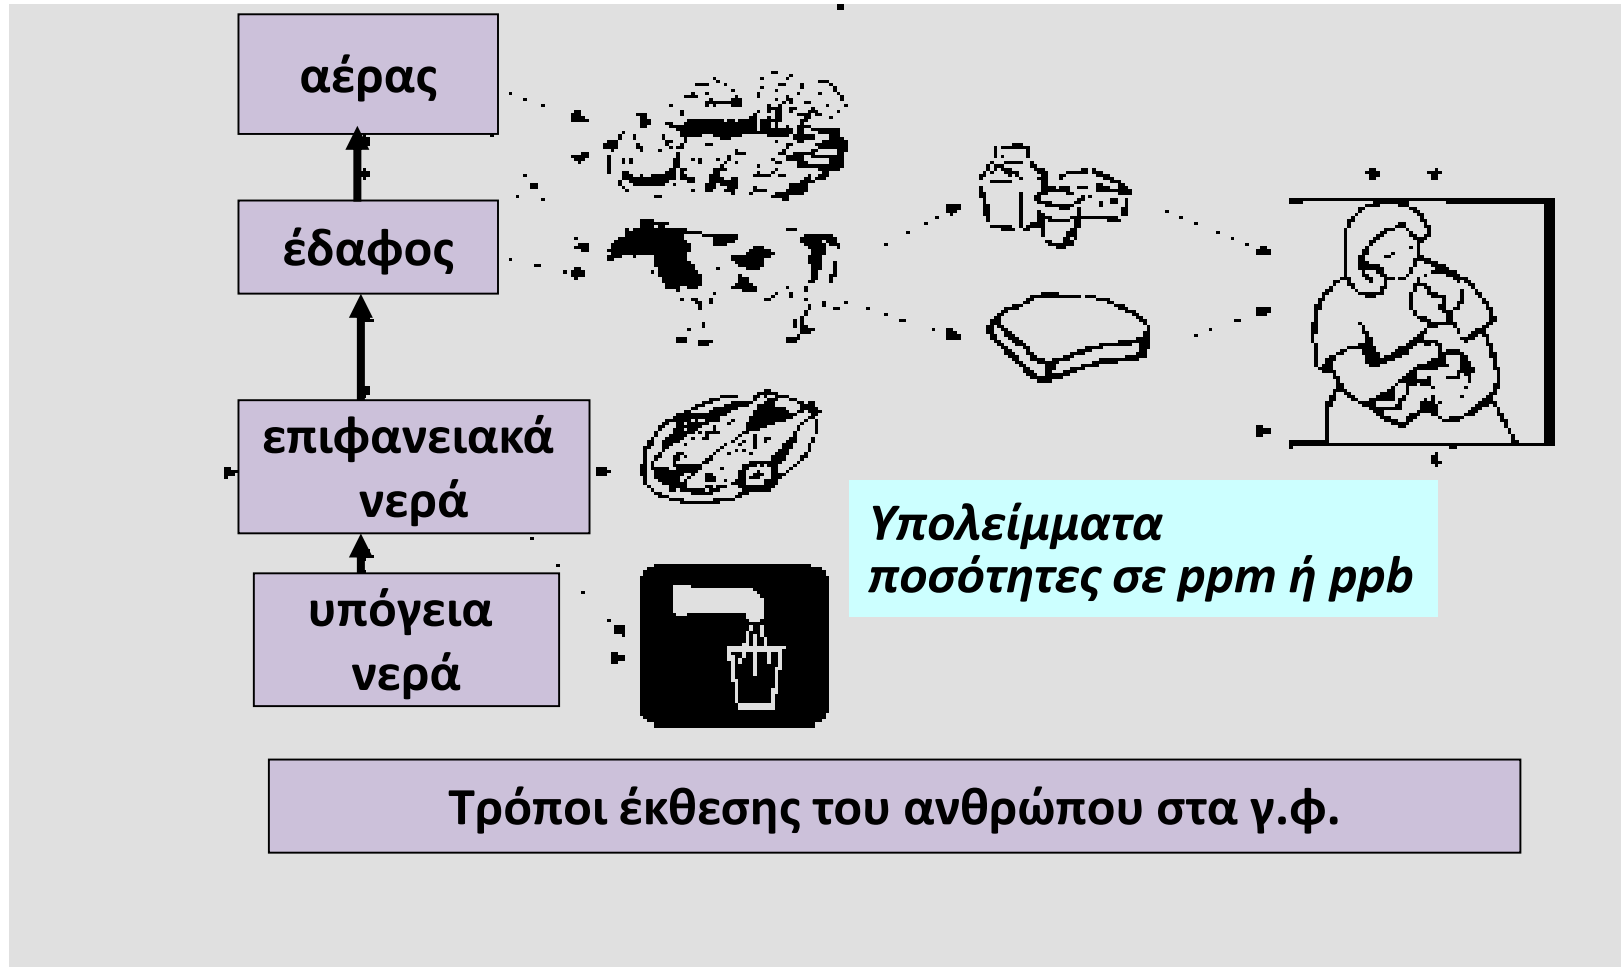 αέρας
έδαφος
επιφανειακά
νερά
υπόγεια
νερά
Υπολείμματα
ποσότητες σε ppm ή ppb
Τρόποι έκθεσης του ανθρώπου στα γ.φ.